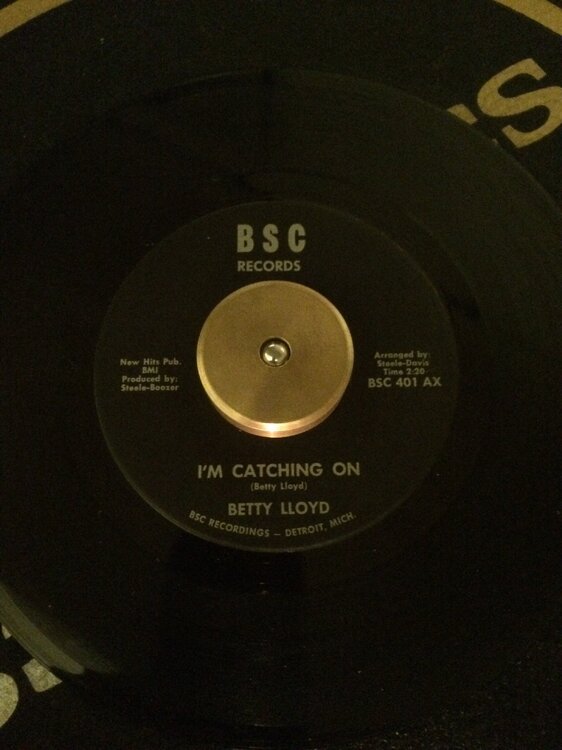 BSC
RECORDS
New Hits Pub.
BMI
Produced by:
Steele-Boozer
Arranged by:
Steele-Davis
Time 2:20
BSC 401 AX
I'M CATCHING ON
(Betty Lloyd)
BETTY LLOYD
BSC RECORDINGS — DETROIT, MICH.